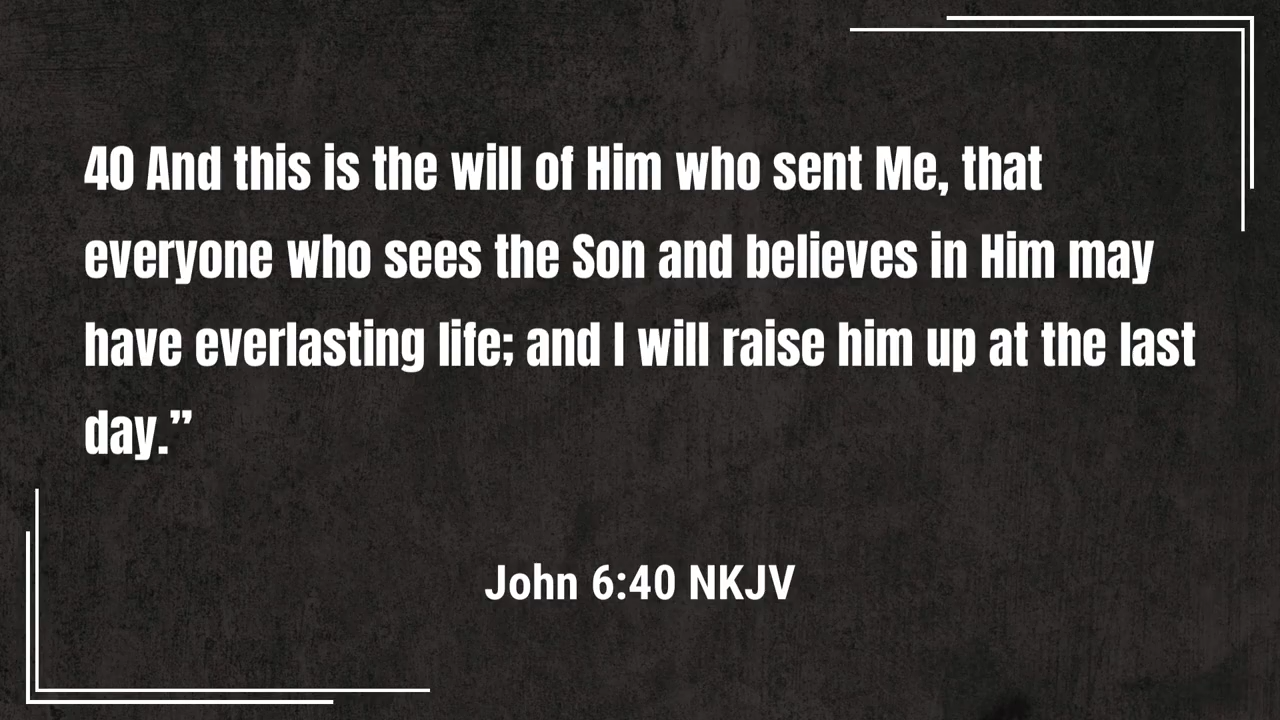 40 And this is the will of Him who sent Me, that
everyone who sees the Son and believes in Him may
have everlasting life; and I will raise him up at the last
day.”
John 6:40 NKJV